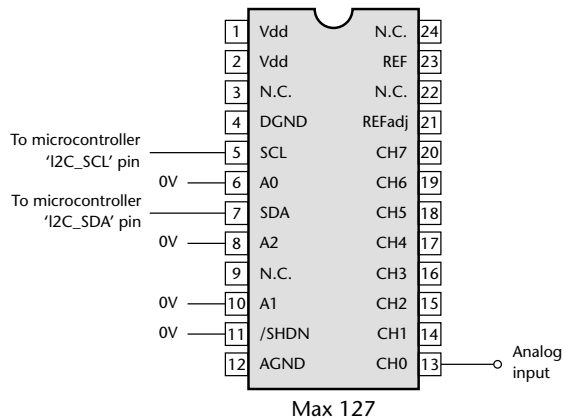 1 Vdd N.C. 24
2 Vdd REF 23
3 N.C. N.C. 22
4 DGND REFadj 21
To microcontroller
'I2C_SCL' pin
5 SCL CH7 20
0V 6 A0 CH6 19
To microcontroller
'I2C_SDA' pin
7 SDA CH5 18
0V 8 A2 CH4 17
9 N.C. CH3 16
0V 10 A1 CH2 15
0V 11 /SHDN CH1 14
12 AGND CH0 13
Analog
input
Max 127